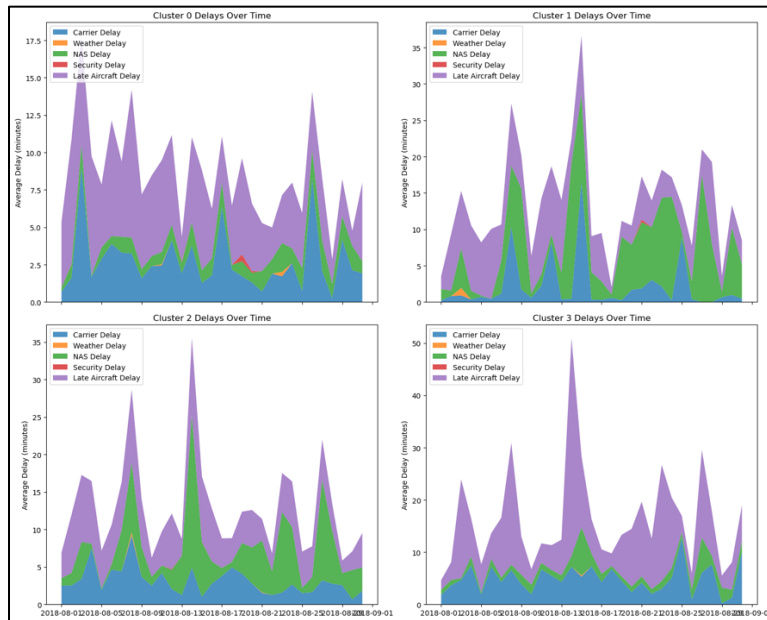 Cluster 0 Delays Over Time
Average Delay (minutes)
17.5
15.0
12.5
10.0
7.5
5.0
2.5
0.0
Carrier Delay
Weather Delay
NAS Delay
Security Delay
Late Aircraft Delay
Cluster 1 Delays Over Time
Average Delay (minutes)
35
30
25
20
15
10
5
0
Carrier Delay
Weather Delay
NAS Delay
Security Delay
Late Aircraft Delay
Cluster 2 Delays Over Time
Average Delay (minutes)
35
30
25
20
15
10
5
0
Carrier Delay
Weather Delay
NAS Delay
Security Delay
Late Aircraft Delay
2018-08-01 2018-08-05 2018-08-09 2018-08-13 2018-08-17 2018-08-21 2018-08-25 2018-08-29 2018-09-01
Cluster 3 Delays Over Time
Average Delay (minutes)
50
40
30
20
10
0
Carrier Delay
Weather Delay
NAS Delay
Security Delay
Late Aircraft Delay
2018-08-01 2018-08-05 2018-08-09 2018-08-13 2018-08-17 2018-08-21 2018-08-25 2018-08-29 2018-09-01